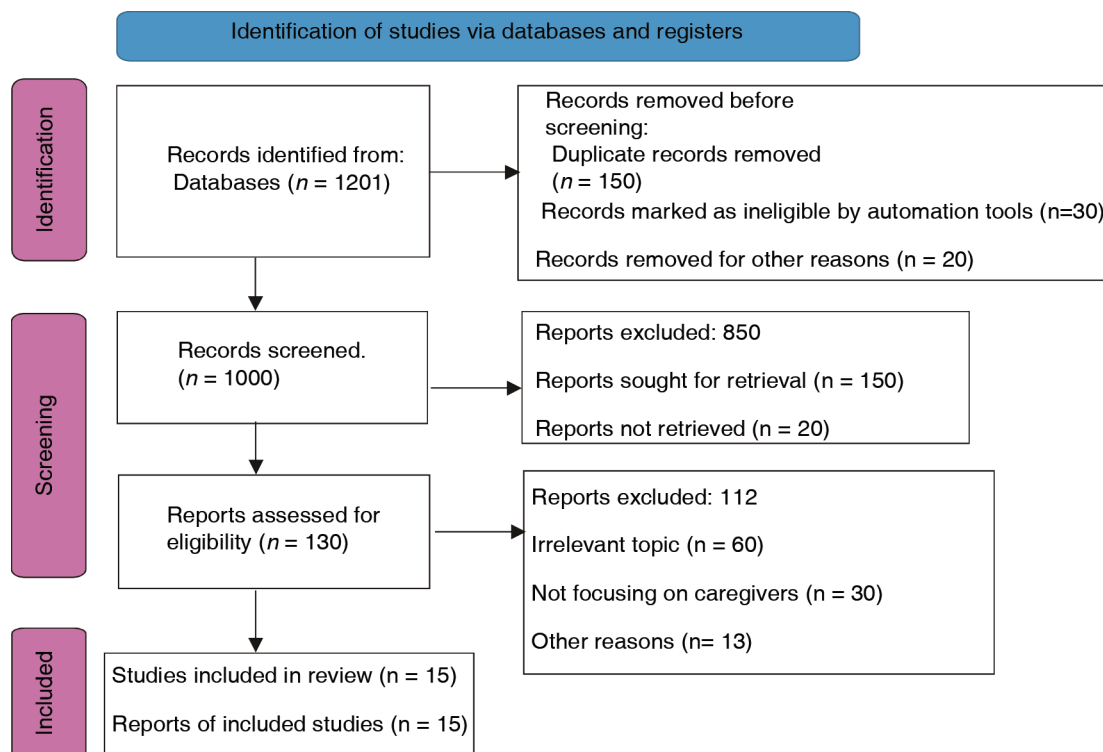 Identification of studies via databases and registers
Identification
Records identified from:
Databases (n = 1201)
Records removed before
screening:
Duplicate records removed
(n = 150)
Records marked as ineligible by automation tools (n=30)
Records removed for other reasons (n = 20)
Screening
Records screened.
(n = 1000)
Reports excluded: 850
Reports sought for retrieval (n = 150)
Reports not retrieved (n = 20)
Reports assessed for
eligibility (n = 130)
Reports excluded: 112
Irrelevant topic (n = 60)
Not focusing on caregivers (n = 30)
Other reasons (n= 13)
Included
Studies included in review (n = 15)
Reports of included studies (n = 15)